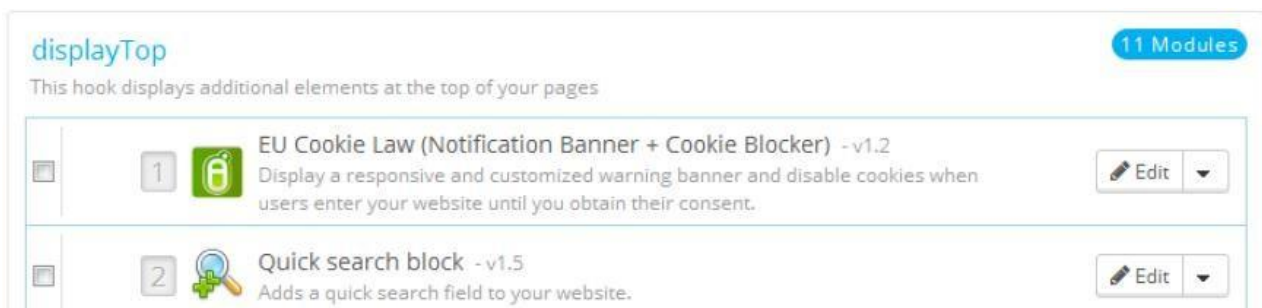 displayTop
11 Modules
This hook displays additional elements at the top of your pages
1
EU Cookie Law (Notification Banner + Cookie Blocker) - v1.2
Display a responsive and customized warning banner and disable cookies when
users enter your website until you obtain their consent.
Edit
2
Quick search block - v1.5
Adds a quick search field to your website.
Edit